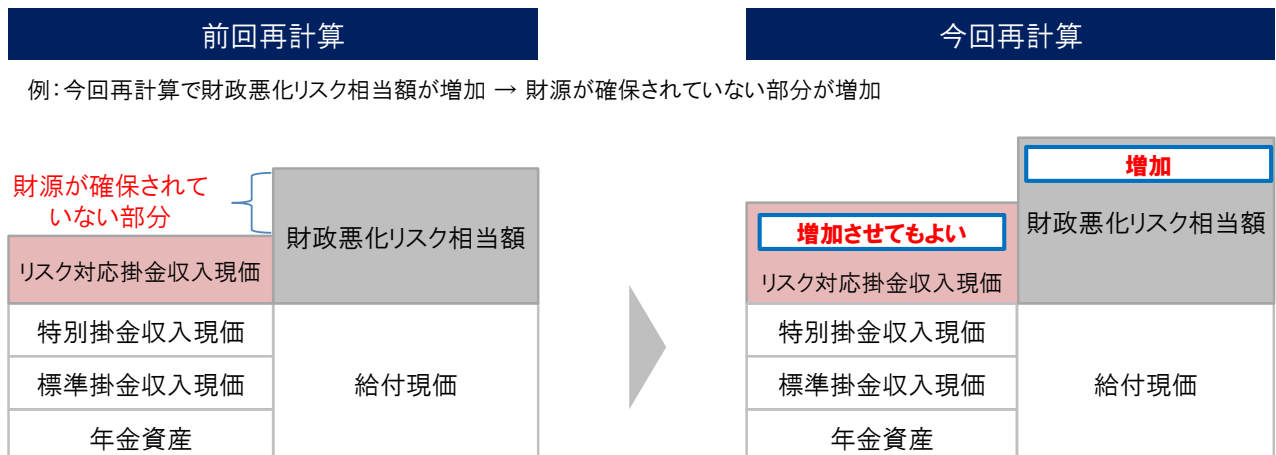 前回再計算
今回再計算
例：今回再計算で財政悪化リスク相当額が増加 → 財源が確保されていない部分が増加
財源が確保されて
いない部分
財政悪化リスク相当額
リスク対応掛金収入現価
特別掛金収入現価
標準掛金収入現価
給付現価
年金資産
増加
増加させてもよい
財政悪化リスク相当額
リスク対応掛金収入現価
特別掛金収入現価
標準掛金収入現価
給付現価
年金資産